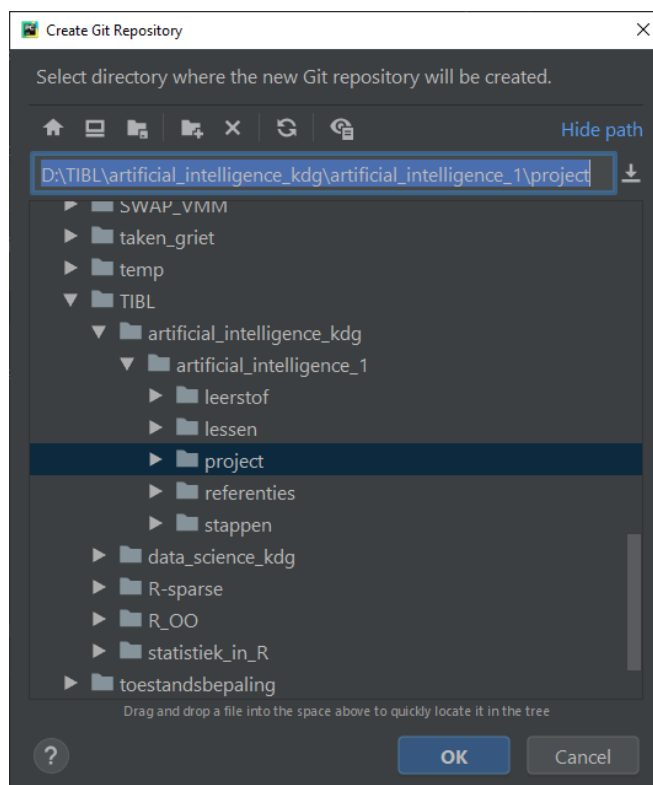 Create Git Repository
Select directory where the new Git repository will be created.
Hide path
D:\TIBL\artificial_intelligence_kdg\artificial_intelligence_1\project
SWAP_VMM
taken_griet
temp
TIBL
artificial_intelligence_kdg
artificial_intelligence_1
leerstof
lessen
project
referenties
stappen
data_science_kdg
R-sparse
R_OO
statistiek_in_R
toestandsbepaling
Drag and drop a file into the space above to quickly locate it in the tree
?
OK Cancel